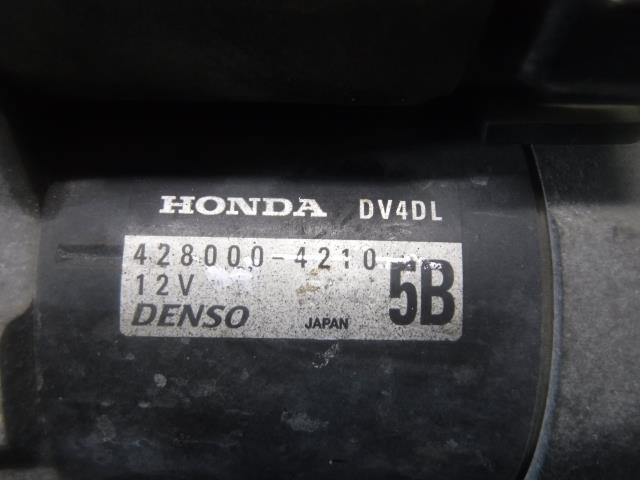 HONDA DV4DL
428000-4210
12V
DENSO JAPAN 5B